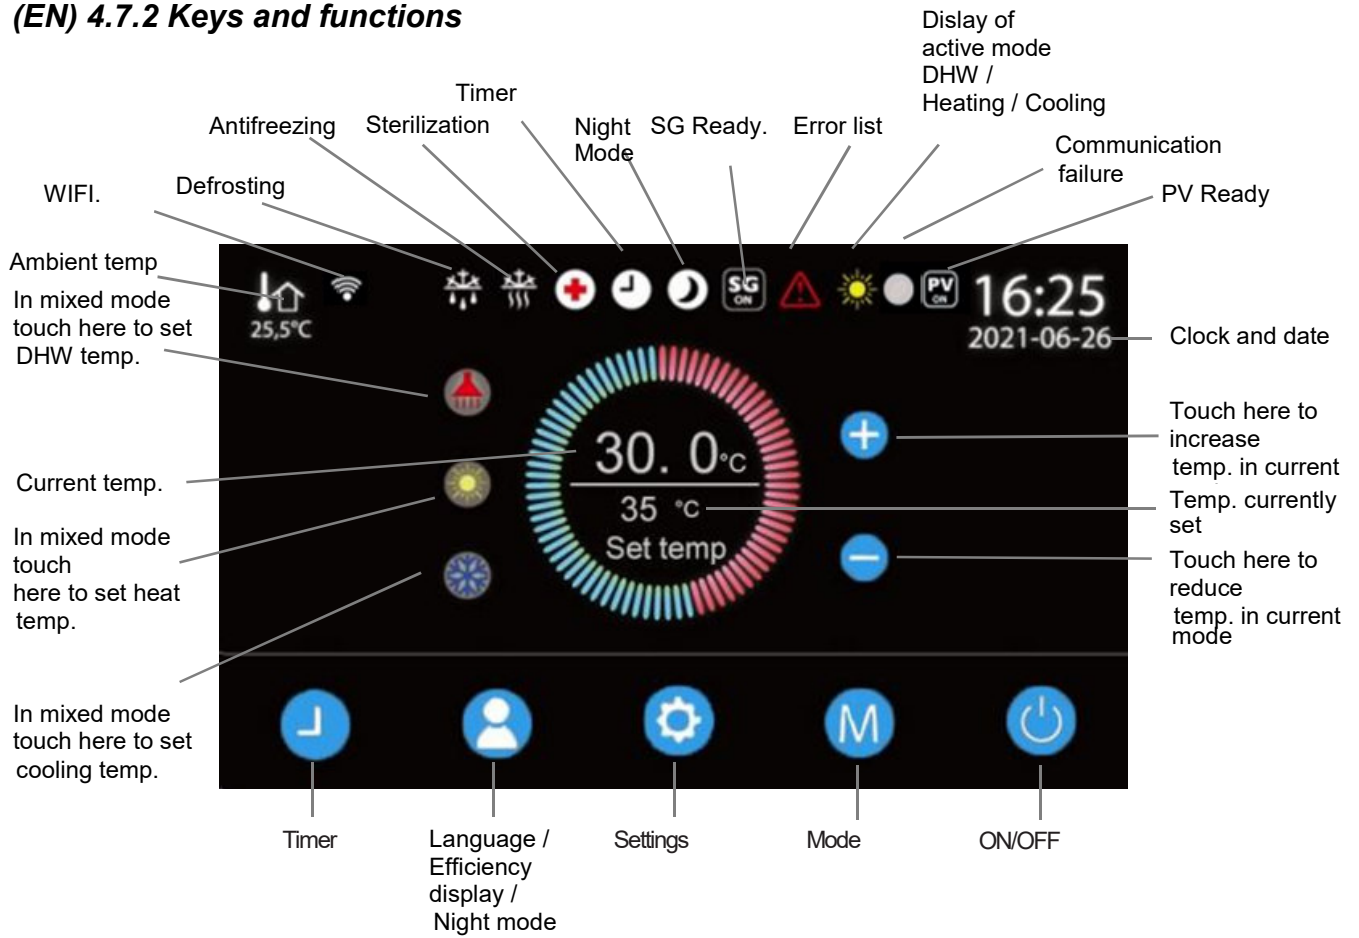 (EN) 4.7.2 Keys and functions
Dislay of
active mode
DHW /
Heating / Cooling
Timer
Antifreezing
Sterilization
Night
Mode
SG Ready.
Error list
Communication
failure
WIFI.
Defrosting
PV Ready
Ambient temp
In mixed mode
touch here to set
DHW temp.
25,5°C
SG
ON
PV
ON
16:25
2021-06-26
Clock and date
Touch here to
increase
temp. in current
Current temp.
30. 0°C
35 °C
Set temp
Temp. currently
set
In mixed mode
touch
here to set heat
temp.
Touch here to
reduce
temp. in current
mode
In mixed mode
touch here to set
cooling temp.
M
Timer
Language /
Efficiency
display /
Night mode
Settings
Mode
ON/OFF